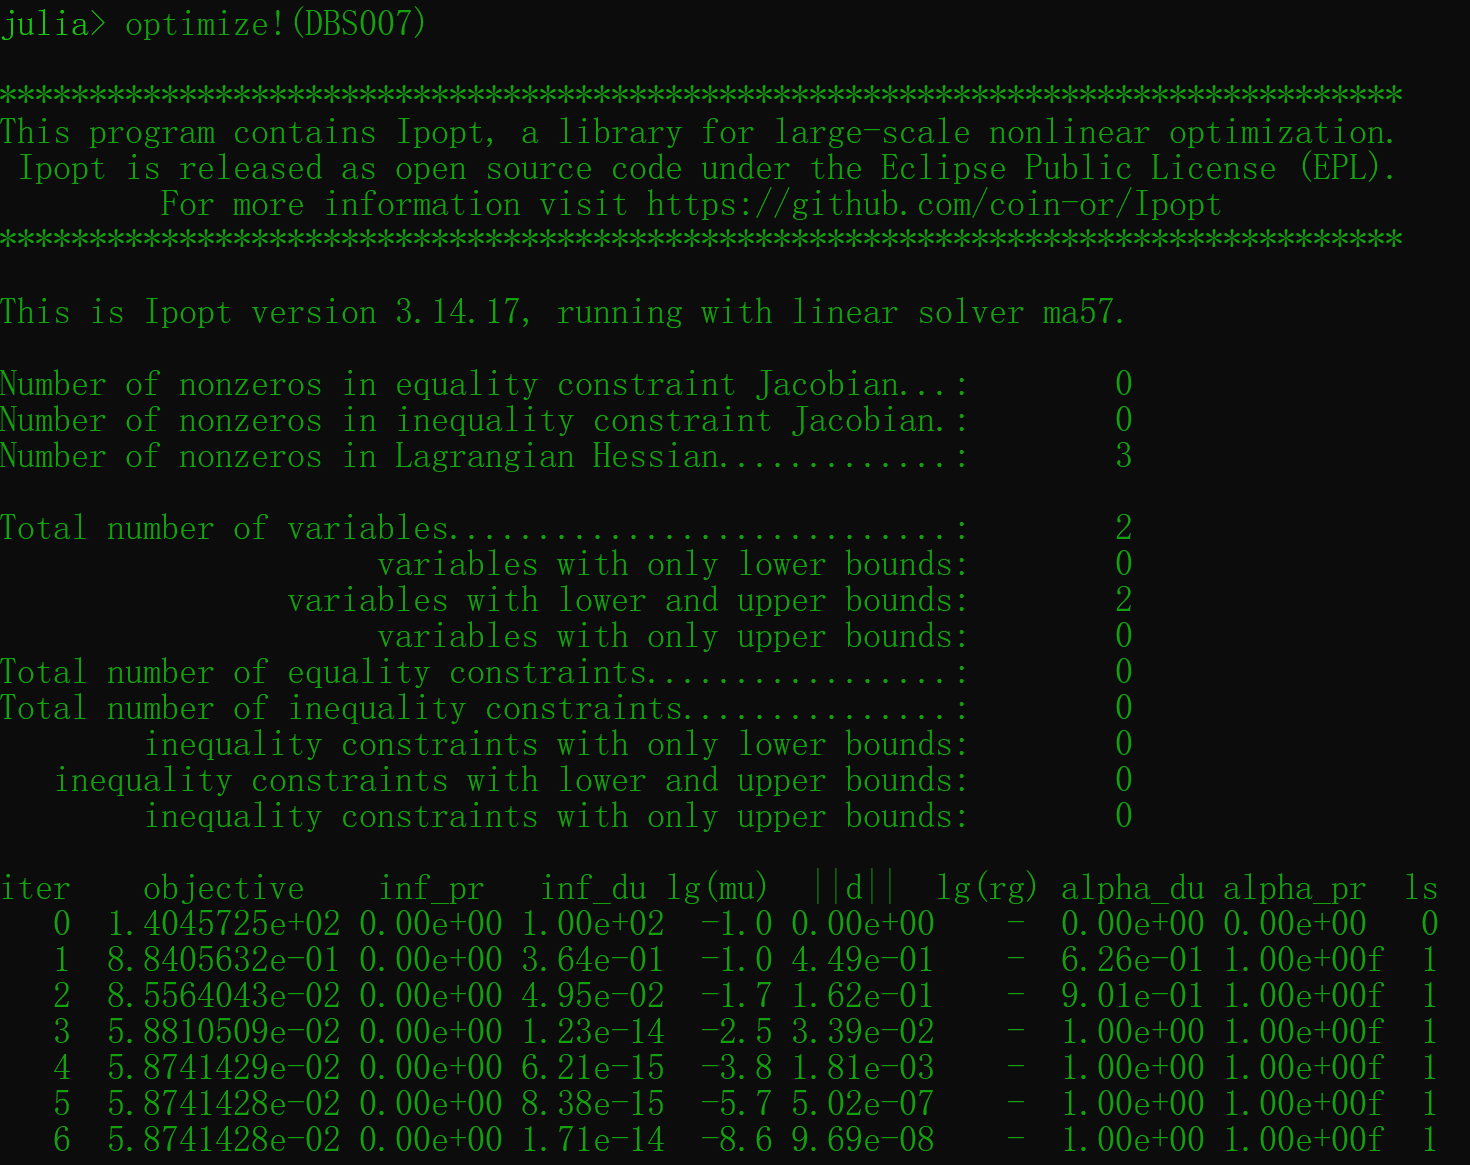 julia> optimize!(DBS007)
******************************************************************************
This program contains Ipopt, a library for large-scale nonlinear optimization.
 Ipopt is released as open source code under the Eclipse Public License (EPL).
         For more information visit https://github.com/coin-or/Ipopt
******************************************************************************
This is Ipopt version 3.14.17, running with linear solver ma57.
Number of nonzeros in equality constraint Jacobian...:        0
Number of nonzeros in inequality constraint Jacobian.:        0
Number of nonzeros in Lagrangian Hessian.............:        3
Total number of variables............................:        2
                     variables with only lower bounds:        0
                variables with lower and upper bounds:        2
                     variables with only upper bounds:        0
Total number of equality constraints.................:        0
Total number of inequality constraints...............:        0
        inequality constraints with only lower bounds:        0
   inequality constraints with lower and upper bounds:        0
        inequality constraints with only upper bounds:        0
iter    objective    inf_pr   inf_du lg(mu)  ||d||  lg(rg) alpha_du alpha_pr  ls
   0  1.4045725e+02 0.00e+00 1.00e+02  -1.0 0.00e+00    -  0.00e+00 0.00e+00   0
   1  8.8405632e-01 0.00e+00 3.64e-01  -1.0 4.49e-01    -  6.26e-01 1.00e+00f  1
   2  8.5564043e-02 0.00e+00 4.95e-02  -1.7 1.62e-01    -  9.01e-01 1.00e+00f  1
   3  5.8810509e-02 0.00e+00 1.23e-14  -2.5 3.39e-02    -  1.00e+00 1.00e+00f  1
   4  5.8741429e-02 0.00e+00 6.21e-15  -3.8 1.81e-03    -  1.00e+00 1.00e+00f  1
   5  5.8741428e-02 0.00e+00 8.38e-15  -5.7 5.02e-07    -  1.00e+00 1.00e+00f  1
   6  5.8741428e-02 0.00e+00 1.71e-14  -8.6 9.69e-08    -  1.00e+00 1.00e+00f  1